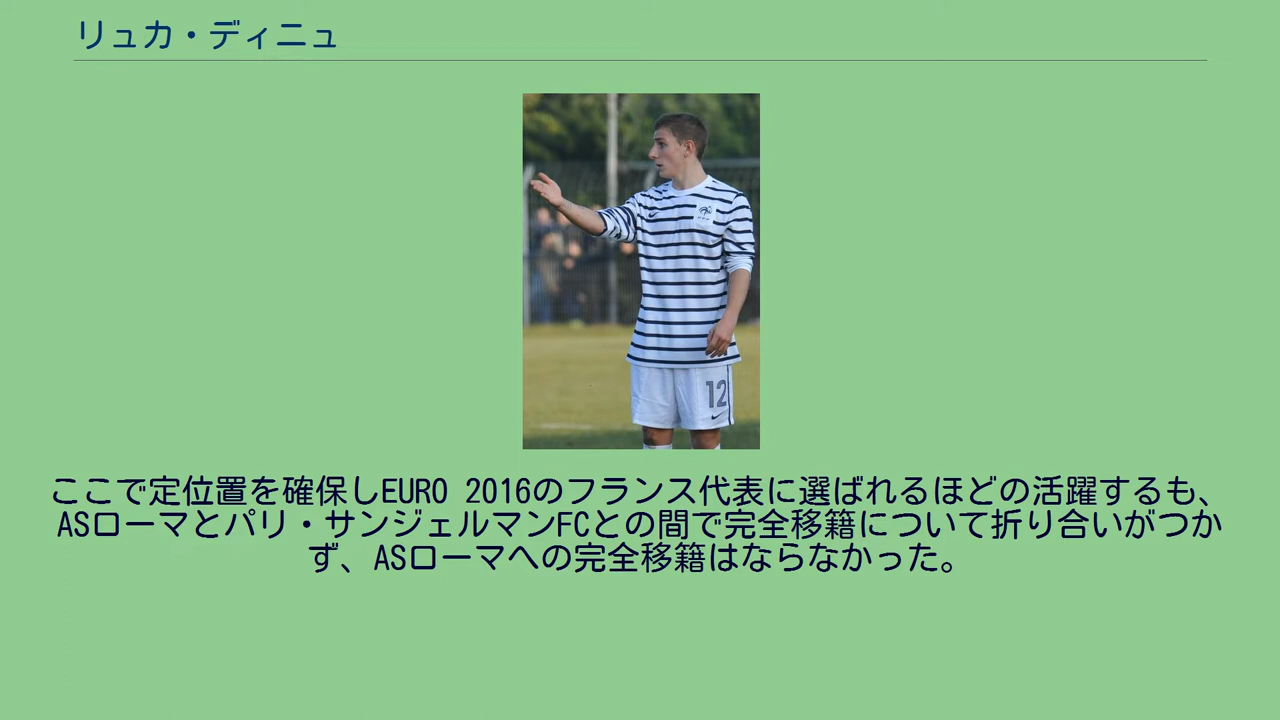 リュカ・ディニュ
12
ここで定位置を確保しEURO 2016のフランス代表に選ばれるほどの活躍するも、
ASローマとパリ・サンジェルマンFCとの間で完全移籍について折り合いがつか
ず、ASローマへの完全移籍はならなかった。